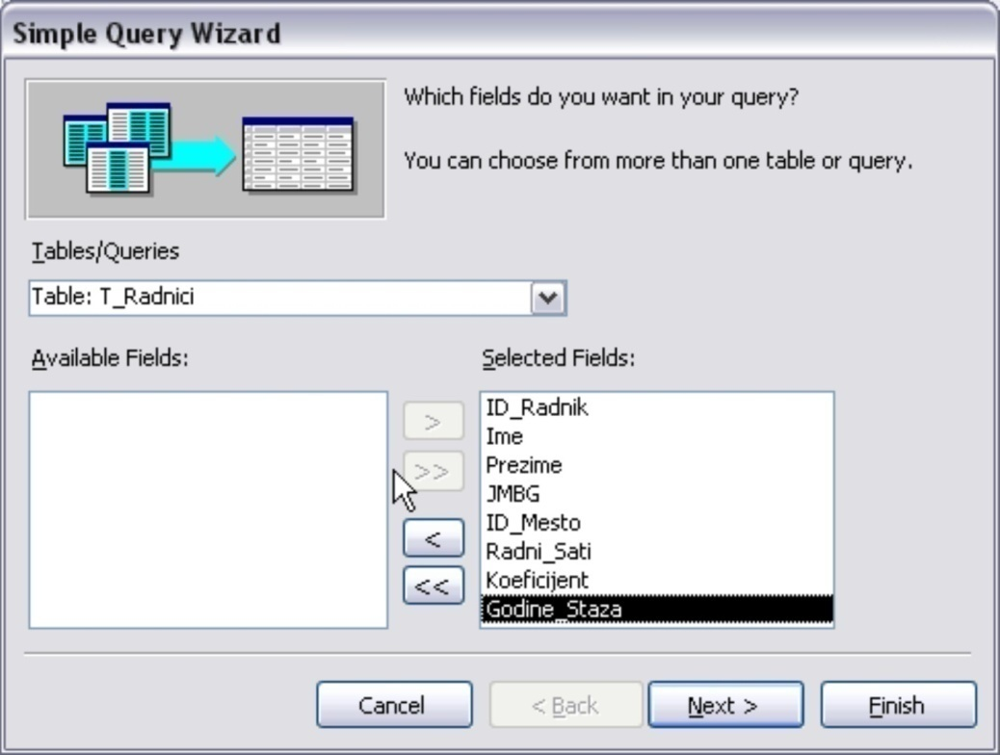 Simple Query Wizard
Which fields do you want in your query?
You can choose from more than one table or query.
Tables/Queries
Table: T_Radnici
Available Fields:
Selected Fields:
ID_Radnik
Ime
Prezime
JMBG
ID_Mesto
Radni_Sati
Koeficijent
Godine_Staza
>
>>
<
<<
Cancel
< Back
Next >
Finish